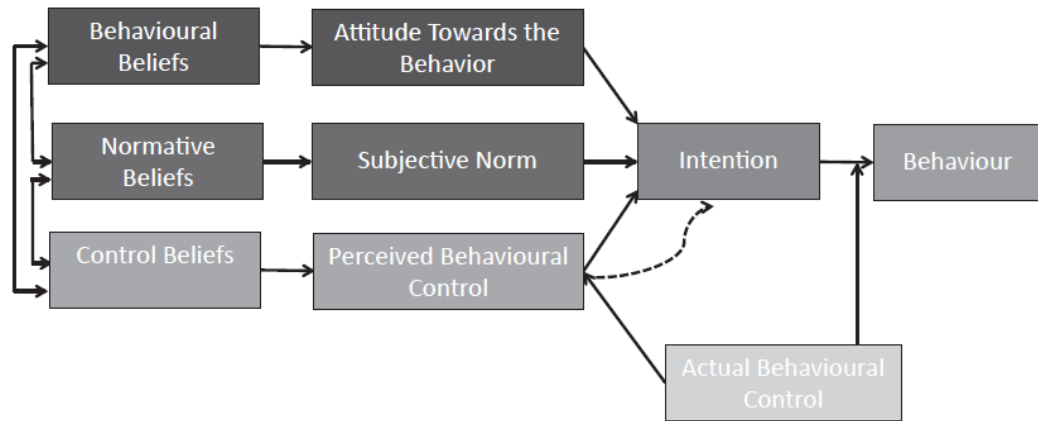 Behavioural
Beliefs
Attitude Towards the
Behavior
Normative
Beliefs
Subjective Norm
Intention
Behaviour
Control Beliefs
Perceived Behavioural
Control
Actual Behavioural
Control